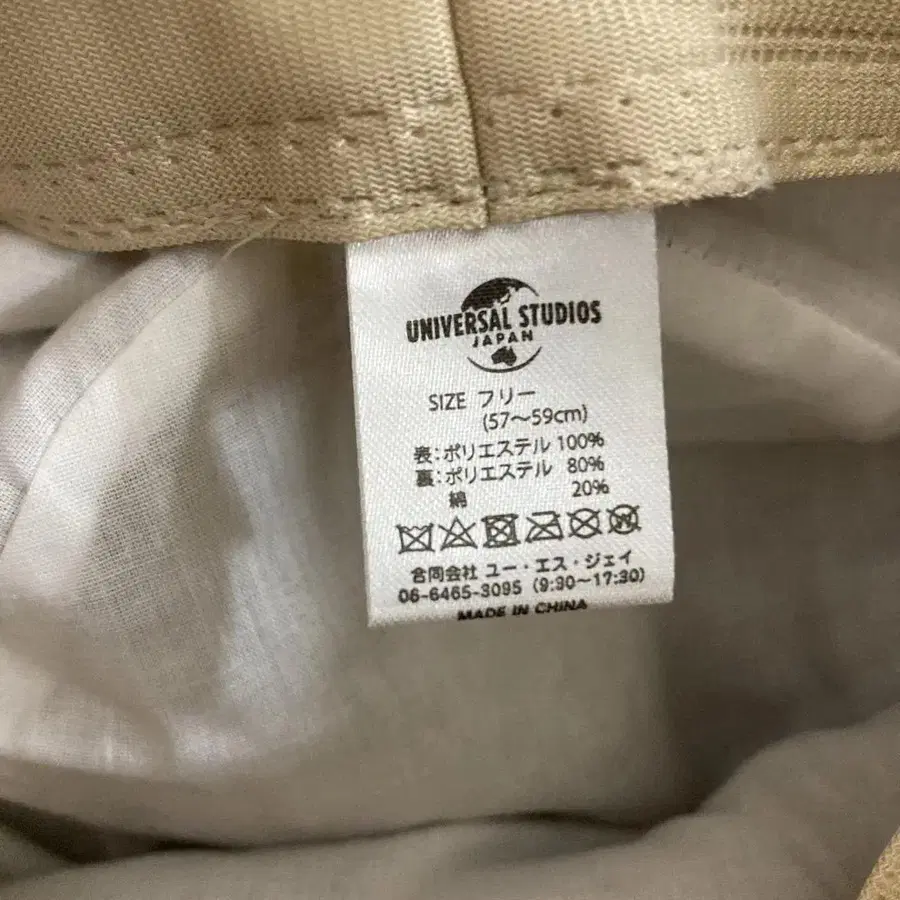 UNIVERSAL STUDIOS
JAPAN
SIZE フリー
(57～59cm)
表：ポリエステル 100%
裏：ポリエステル 80%
綿 20%
合同会社 ユー・エス・ジェイ
06-6465-3095 (9:30～17:30)
MADE IN CHINA